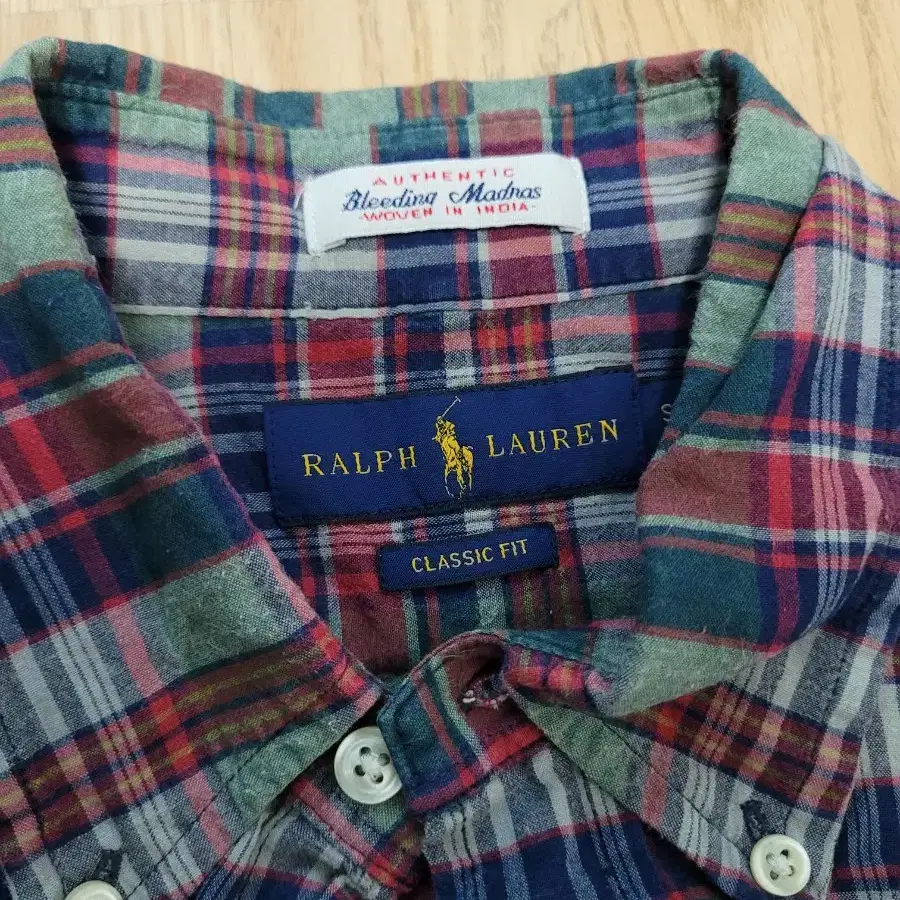 AUTHENTIC
Bleeding Madras
-WOVEN IN INDIA-
RALPH LAUREN
S
CLASSIC FIT